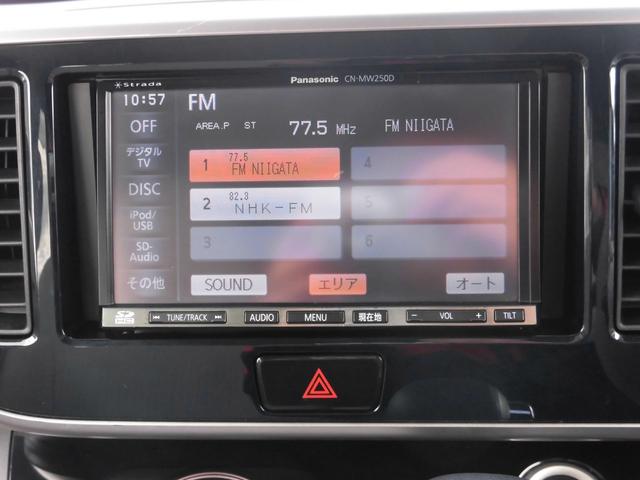 Strada
Panasonic CN-MW250D
10:57
FM
OFF
AREA.P ST 77.5 MHz FM NIIGATA
デジタル
TV
1 77.5 FM NIIGATA
4
DISC
2 82.3 NHK-FM
5
iPod/
USB
3
6
SD-
Audio
その他
SOUND
エリア
オート
SD HC
TUNE/TRACK
AUDIO
MENU
現在地
- VOL +
TILT